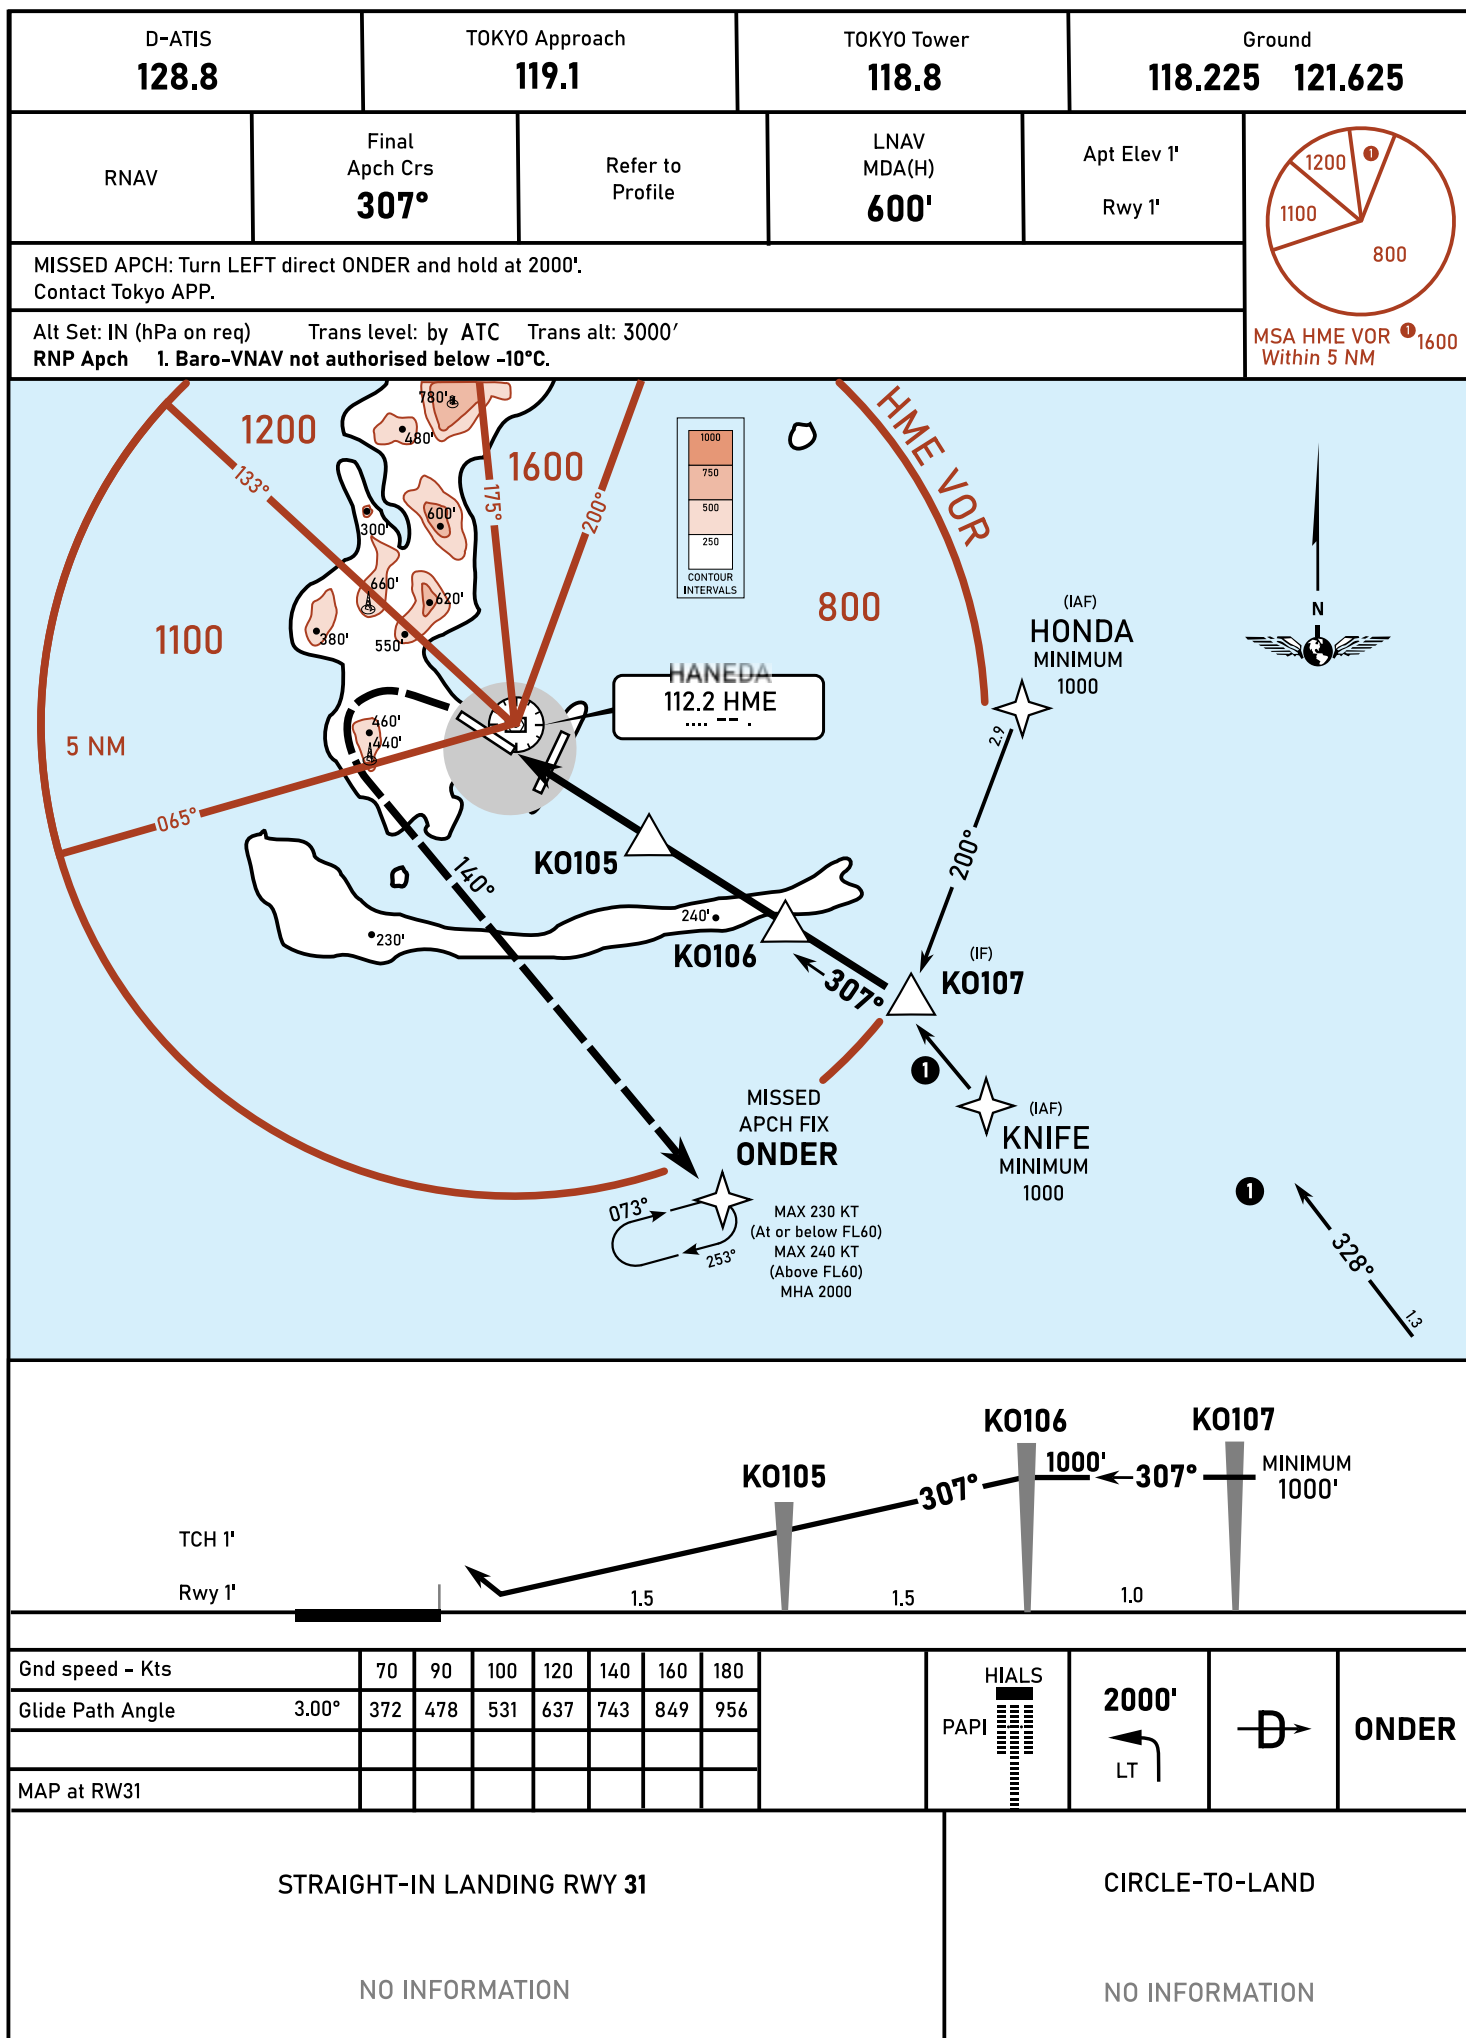 D-ATIS
128.8
TOKYO Approach
119.1
TOKYO Tower
118.8
Ground
118.225 121.625
RNAV
Final
Apch Crs
307°
Refer to
Profile
LNAV
MDA(H)
600'
Apt Elev 1'
Rwy 1'
1200
1
1100
800
MSA HME VOR 1 1600
Within 5 NM
MISSED APCH: Turn LEFT direct ONDER and hold at 2000'.
Contact Tokyo APP.
Alt Set: IN (hPa on req) Trans level: by ATC Trans alt: 3000′
RNP Apch 1. Baro-VNAV not authorised below -10°C.
780'
1200
480'
1600
HME VOR
133°
175°
200°
300'
600'
1000
750
500
250
CONTOUR
INTERVALS
660'
620'
1100
380'
550'
800
(IAF)
HONDA
MINIMUM
1000
N
HANEDA
112.2 HME
.... -- .
460'
440'
5 NM
2.9
065°
KO105
140°
200°
240'
230'
KO106
307°
(IF)
KO107
1
MISSED
APCH FIX
ONDER
(IAF)
KNIFE
MINIMUM
1000
073°
253°
MAX 230 KT
(At or below FL60)
MAX 240 KT
(Above FL60)
MHA 2000
1
328°
1.3
KO106
KO107
KO105
1000'
307°
307°
MINIMUM
1000'
TCH 1'
Rwy 1'
1.5
1.5
1.0
Gnd speed - Kts 70 90 100 120 140 160 180
Glide Path Angle 3.00° 372 478 531 637 743 849 956
MAP at RW31
HIALS
PAPI
2000'
LT
D
ONDER
STRAIGHT-IN LANDING RWY 31
NO INFORMATION
CIRCLE-TO-LAND
NO INFORMATION